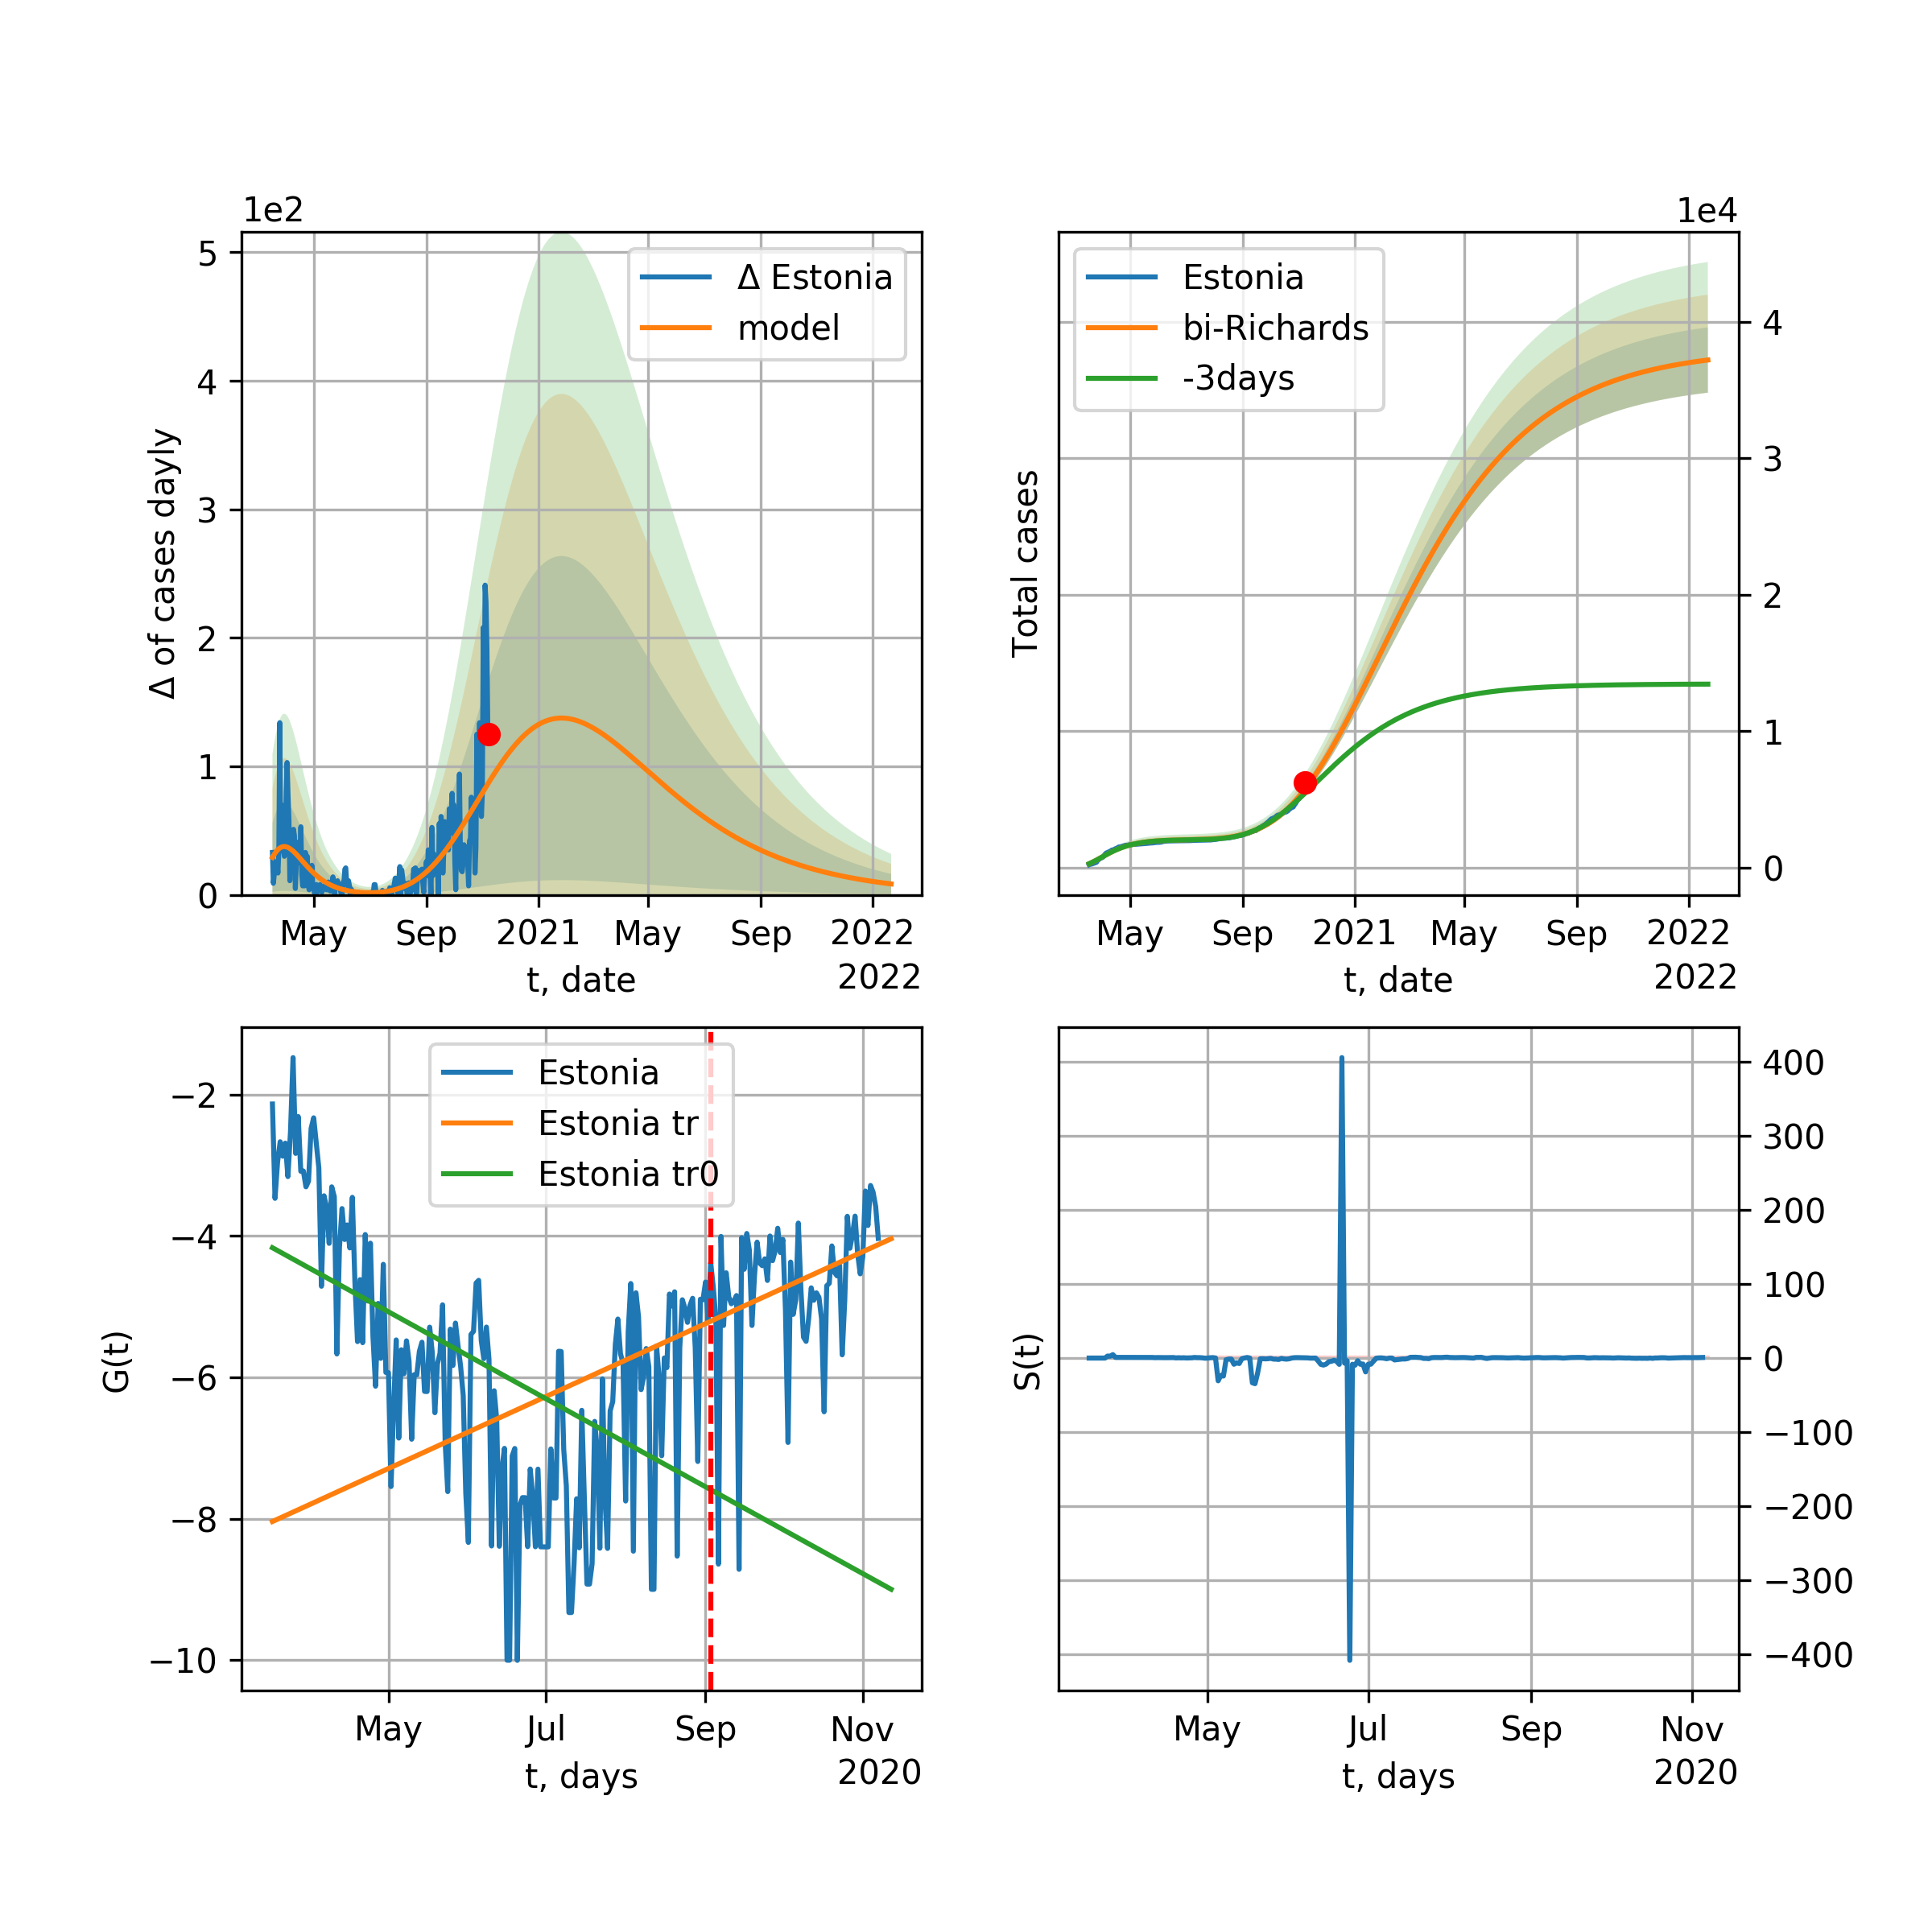 1e2
5
4
3
2
1
0
Δ of cases dayly
Δ Estonia
model
May Sep 2021 May Sep 2022
t, date 2022
1e4
Estonia
bi-Richards
-3days
Total cases
4
3
2
1
0
May Sep 2021 May Sep 2022
t, date 2022
Estonia
Estonia tr
Estonia tr0
G(t)
−2
−4
−6
−8
−10
May Jul Sep Nov
t, days 2020
S(t)
400
300
200
100
0
−100
−200
−300
−400
May Jul Sep Nov
t, days 2020